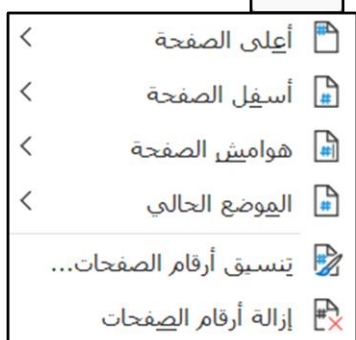 أعلى الصفحة
أسفل الصفحة
هوامش الصفحة
الموضع الحالي
تنسيق أرقام الصفحات...
إزالة أرقام الصفحات